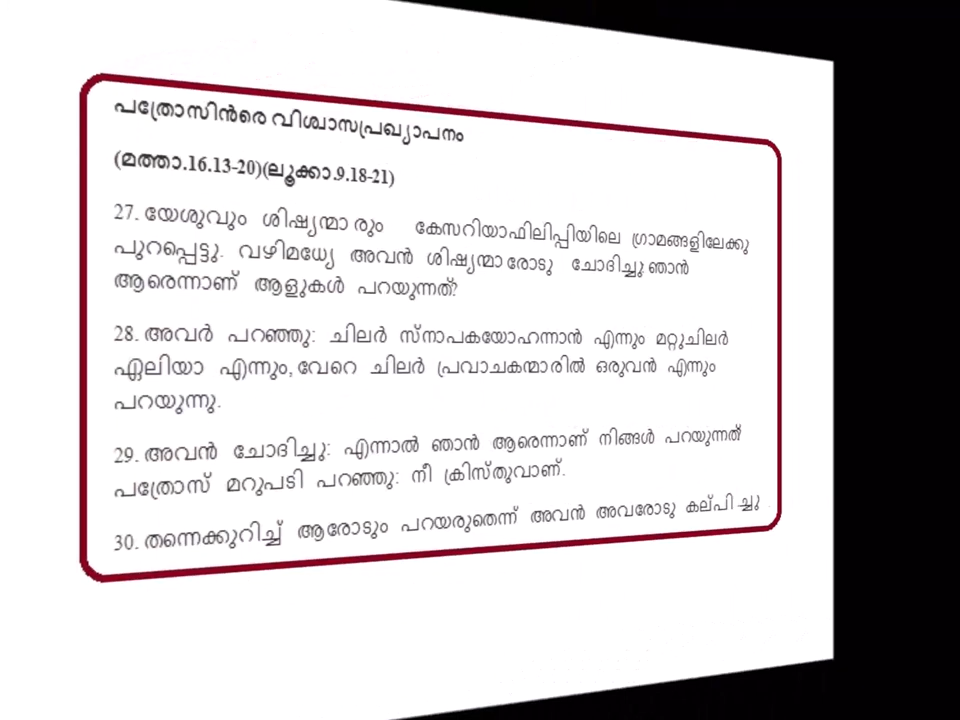 പത്രോസിൻറെ വിശ്വാസപ്രഖ്യാപനം
(മത്താ.16.13-20)(ലൂക്കാ.9.18-21)
27. യേശുവും ശിഷ്യന്മാരും കേസറിയാഫിലിപ്പിയിലെ ഗ്രാമങ്ങളിലേക്കു
പുറപ്പെട്ടു. വഴിമധ്യേ അവൻ ശിഷ്യന്മാരോടു ചോദിച്ചു:ഞാൻ
ആരെന്നാണ് ആളുകൾ പറയുന്നത്?
28. അവർ പറഞ്ഞു: ചിലർ സ്നാപകയോഹന്നാൻ എന്നും മറ്റുചിലർ
ഏലിയാ എന്നും,വേറെ ചിലർ പ്രവാചകന്മാരിൽ ഒരുവൻ എന്നും
പറയുന്നു.
29. അവൻ ചോദിച്ചു: എന്നാൽ ഞാൻ ആരെന്നാണ് നിങ്ങൾ പറയുന്നത്?
പത്രോസ് മറുപടി പറഞ്ഞു: നീ ക്രിസ്തുവാണ്.
30. തന്നെക്കുറിച്ച് ആരോടും പറയരുതെന്ന് അവൻ അവരോടു കല്പിച്ചു